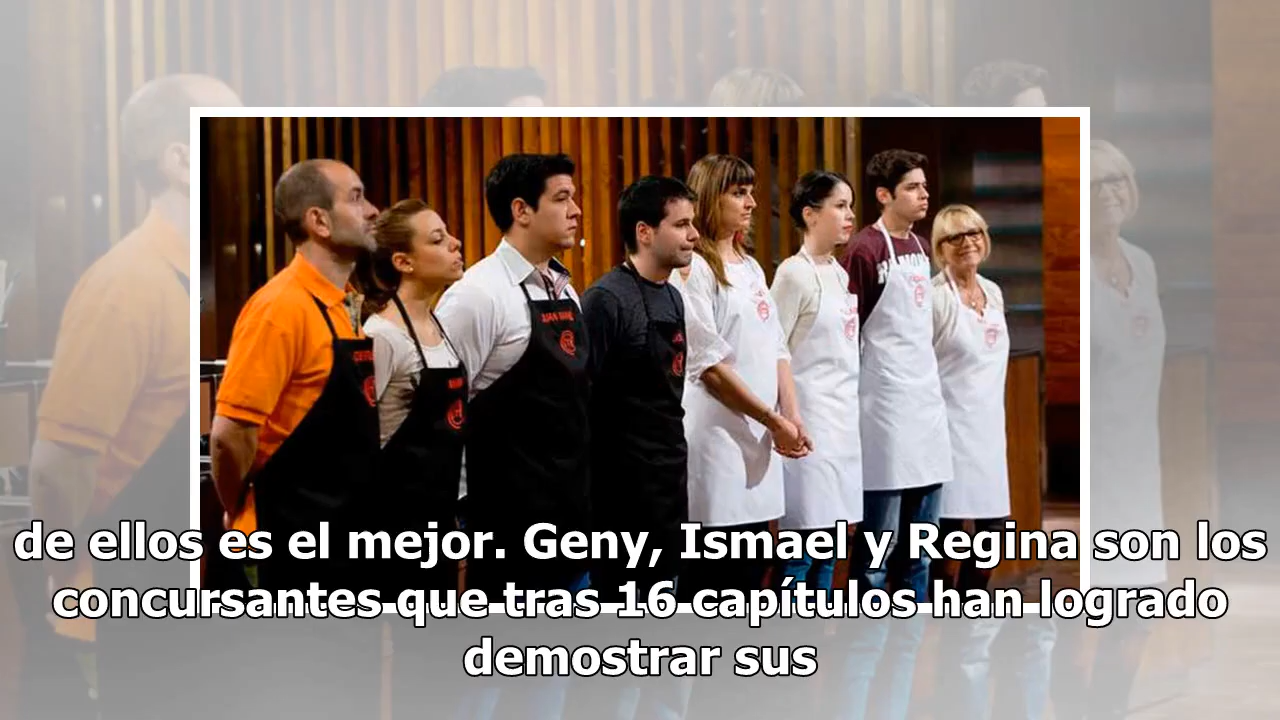 de ellos es el mejor. Geny, Ismael y Regina son los
concursantes que tras 16 capítulos han logrado
demostrar sus